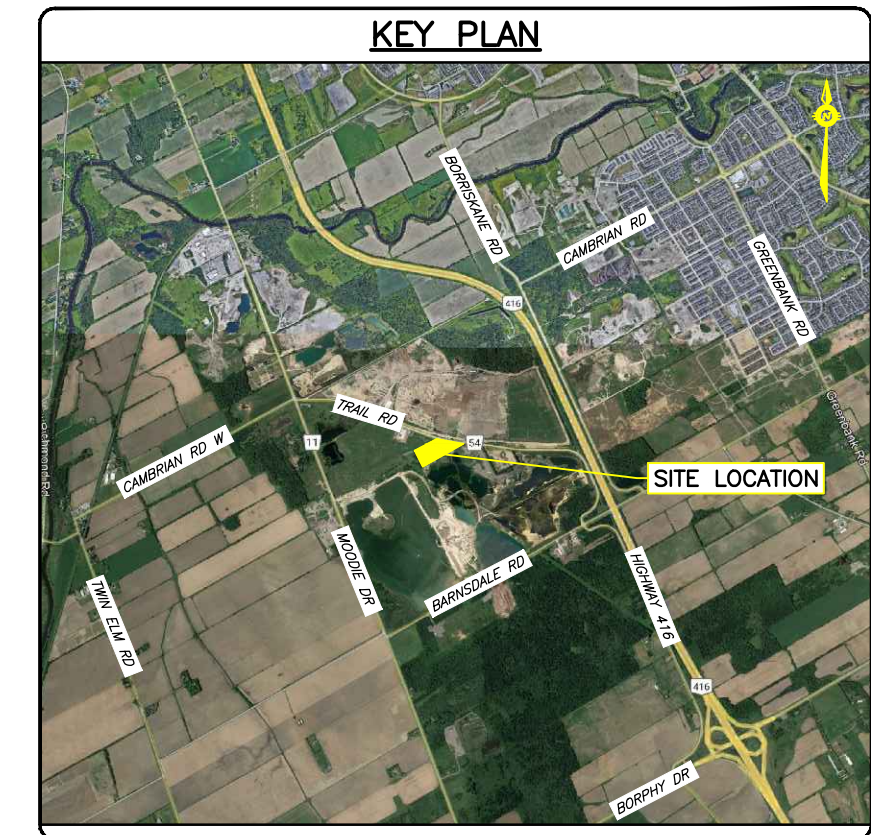 KEY PLAN
N
BORRISKANE RD
CAMBRIAN RD
GREENBANK RD
416
TRAIL RD
11
54
CAMBRIAN RD W
SITE LOCATION
Greenbank Rd
MOODIE DR
BARNSDALE RD
HIGHWAY 416
TWIN ELM RD
416
BORPHY DR